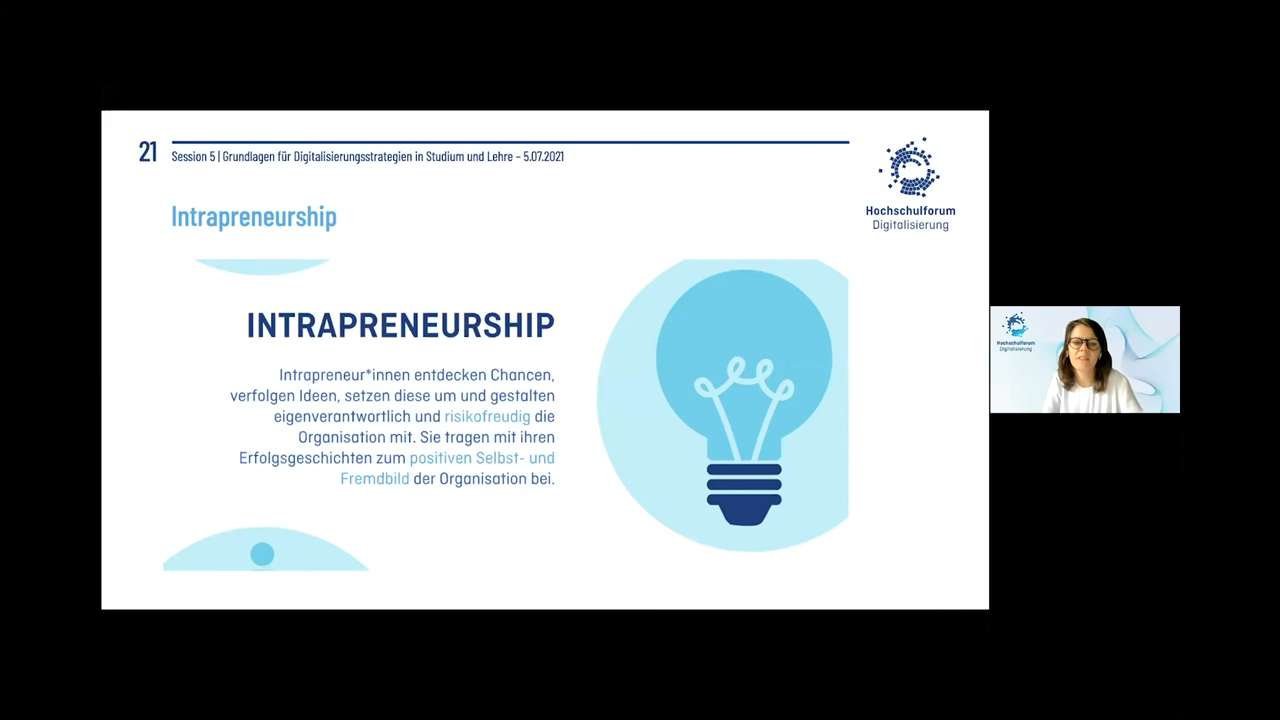 21
Session 5 | Grundlagen für Digitalisierungsstrategien in Studium und Lehre – 5.07.2021
Hochschulforum
Digitalisierung
Intrapreneurship
INTRAPRENEURSHIP
Intrapreneur*innen entdecken Chancen,
verfolgen Ideen, setzen diese um und gestalten
eigenverantwortlich und risikofreudig die
Organisation mit. Sie tragen mit ihren
Erfolgsgeschichten zum positiven Selbst- und
Fremdbild der Organisation bei.
Hochschulforum
Digitalisierung